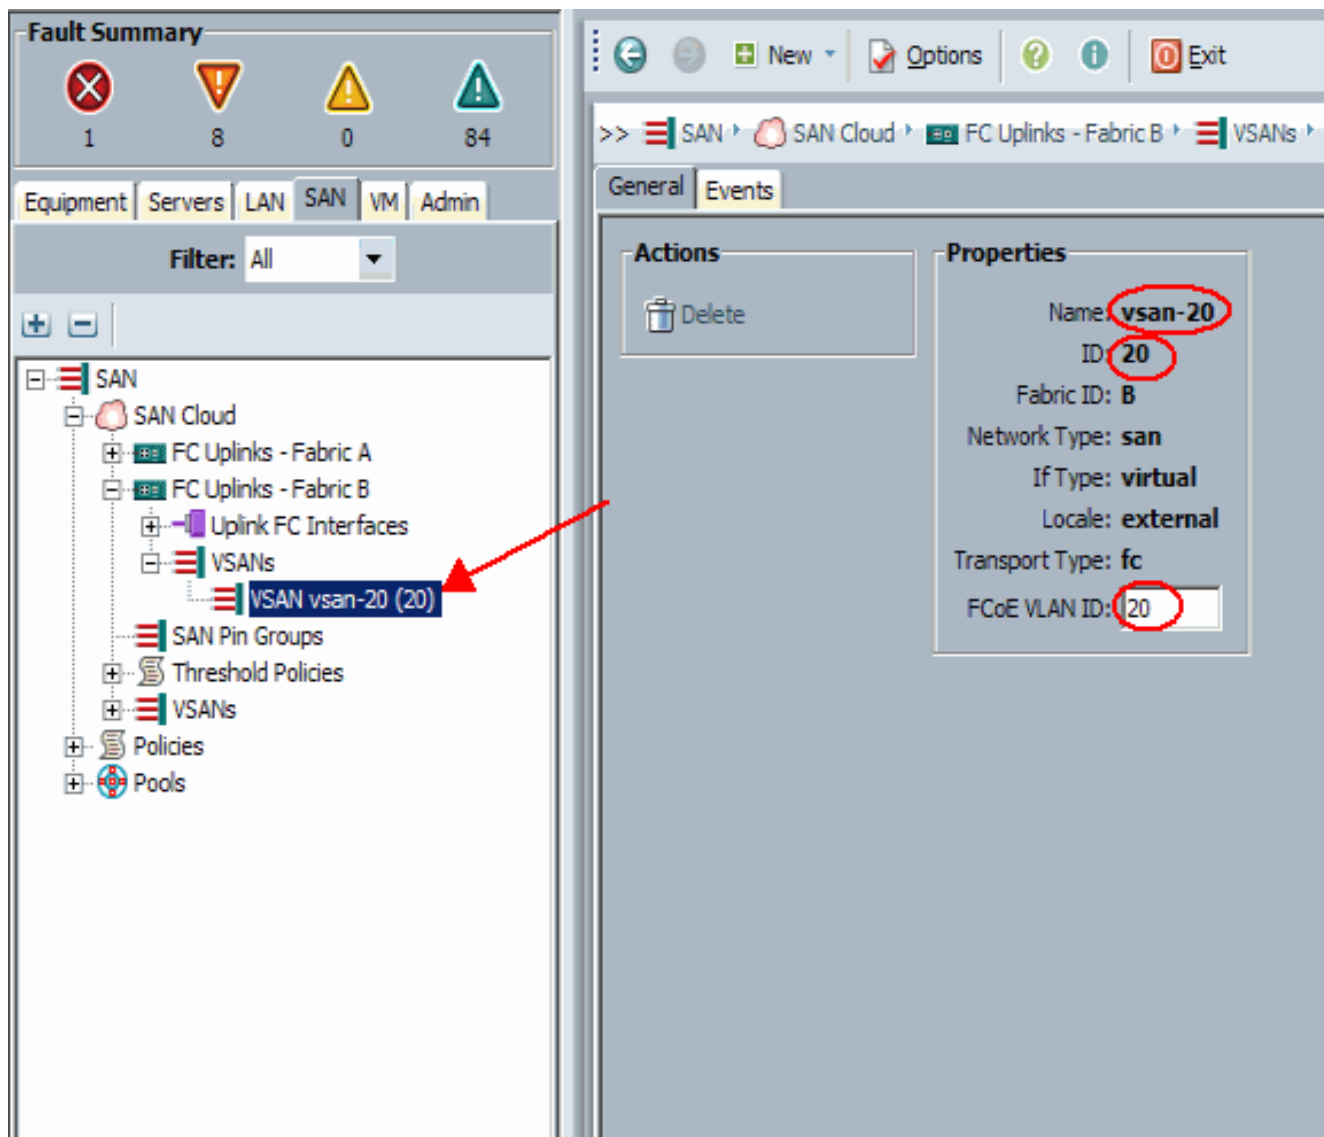 Fault Summary
1 8 0 84
Equipment Servers LAN SAN VM Admin
Filter: All
SAN
SAN Cloud
FC Uplinks - Fabric A
FC Uplinks - Fabric B
Uplink FC Interfaces
VSANs
VSAN vsan-20 (20)
SAN Pin Groups
Threshold Policies
VSANs
Policies
Pools
New Options Exit
>> SAN SAN Cloud FC Uplinks - Fabric B VSANs
General Events
Actions
Delete
Properties
Name: vsan-20
ID: 20
Fabric ID: B
Network Type: san
If Type: virtual
Locale: external
Transport Type: fc
FCoE VLAN ID: 20